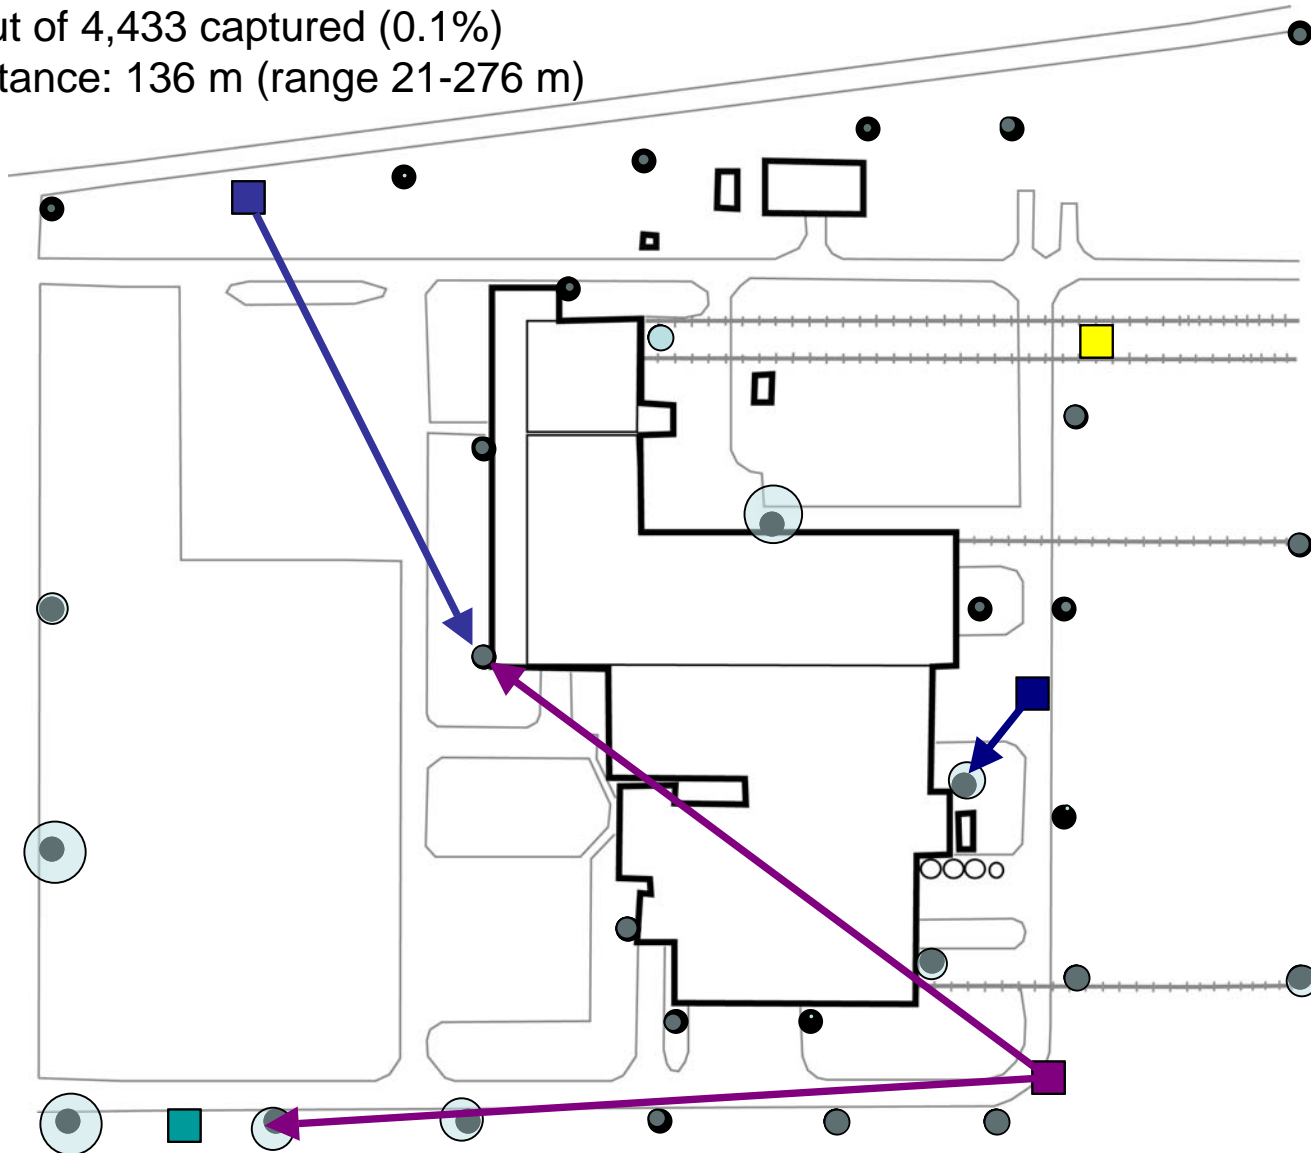 ut of 4,433 captured (0.1%)
tance: 136 m (range 21-276 m)